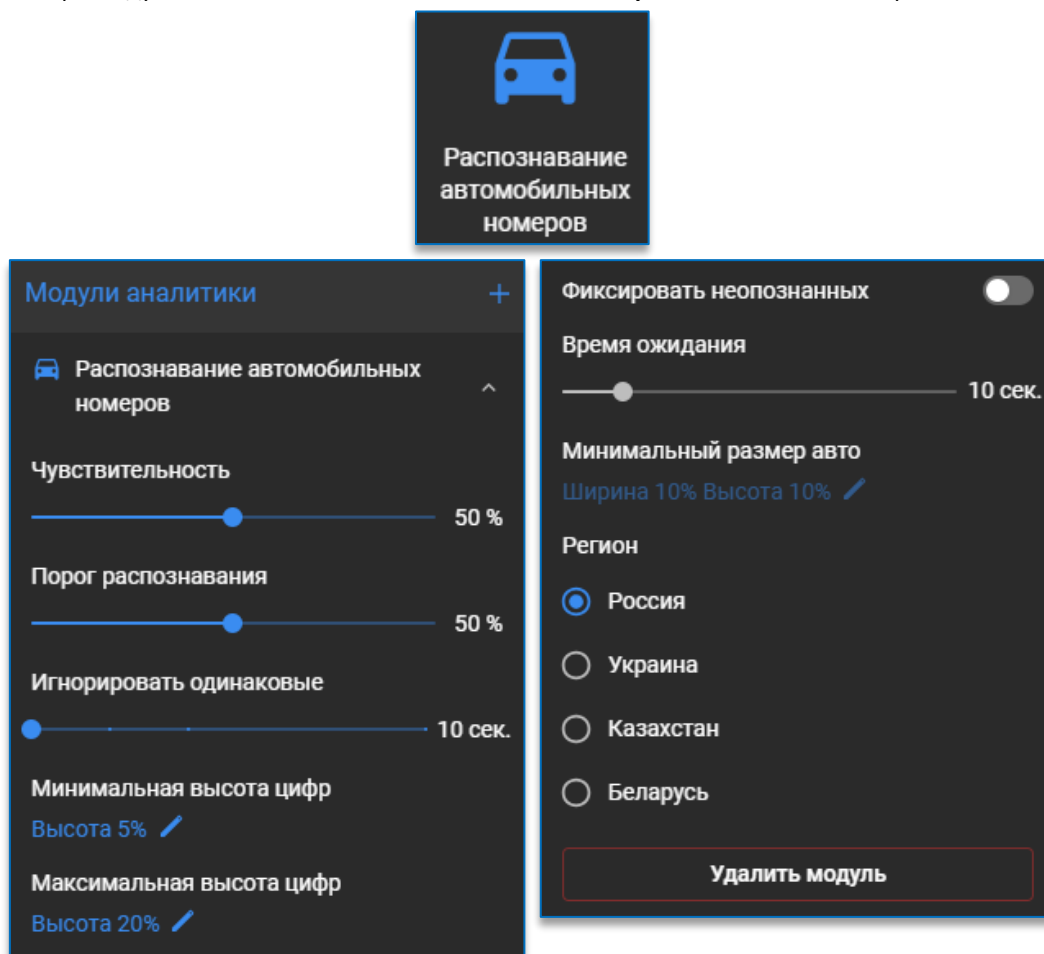 Распознавание
автомобильных
номеров
Модули аналитики
Распознавание автомобильных
номеров
Чувствительность
50 %
Порог распознавания
50 %
Игнорировать одинаковые
10 сек.
Минимальная высота цифр
Высота 5%
Максимальная высота цифр
Высота 20%
Фиксировать неопознанных
Время ожидания
10 сек.
Минимальный размер авто
Ширина 10% Высота 10%
Регион
Россия
Украина
Казахстан
Беларусь
Удалить модуль